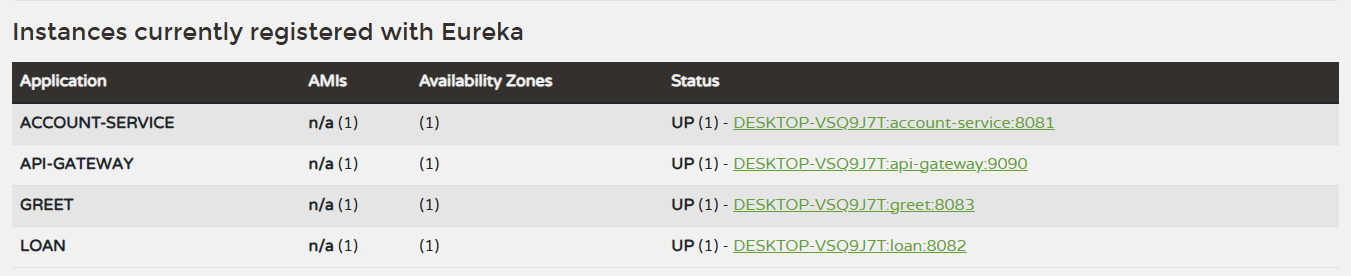 Instances currently registered with Eureka
Application AMIs Availability Zones Status
ACCOUNT-SERVICE n/a (1) (1) UP (1) - DESKTOP-VSQ9J7T:account-service:8081
API-GATEWAY n/a (1) (1) UP (1) - DESKTOP-VSQ9J7T:api-gateway:9090
GREET n/a (1) (1) UP (1) - DESKTOP-VSQ9J7T:greet:8083
LOAN n/a (1) (1) UP (1) - DESKTOP-VSQ9J7T:loan:8082